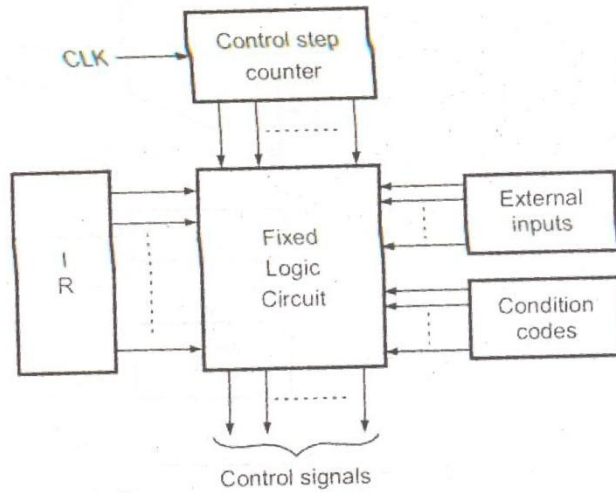 Control step
counter
CLK
I
R
Fixed
Logic
Circuit
External
inputs
Condition
codes
Control signals